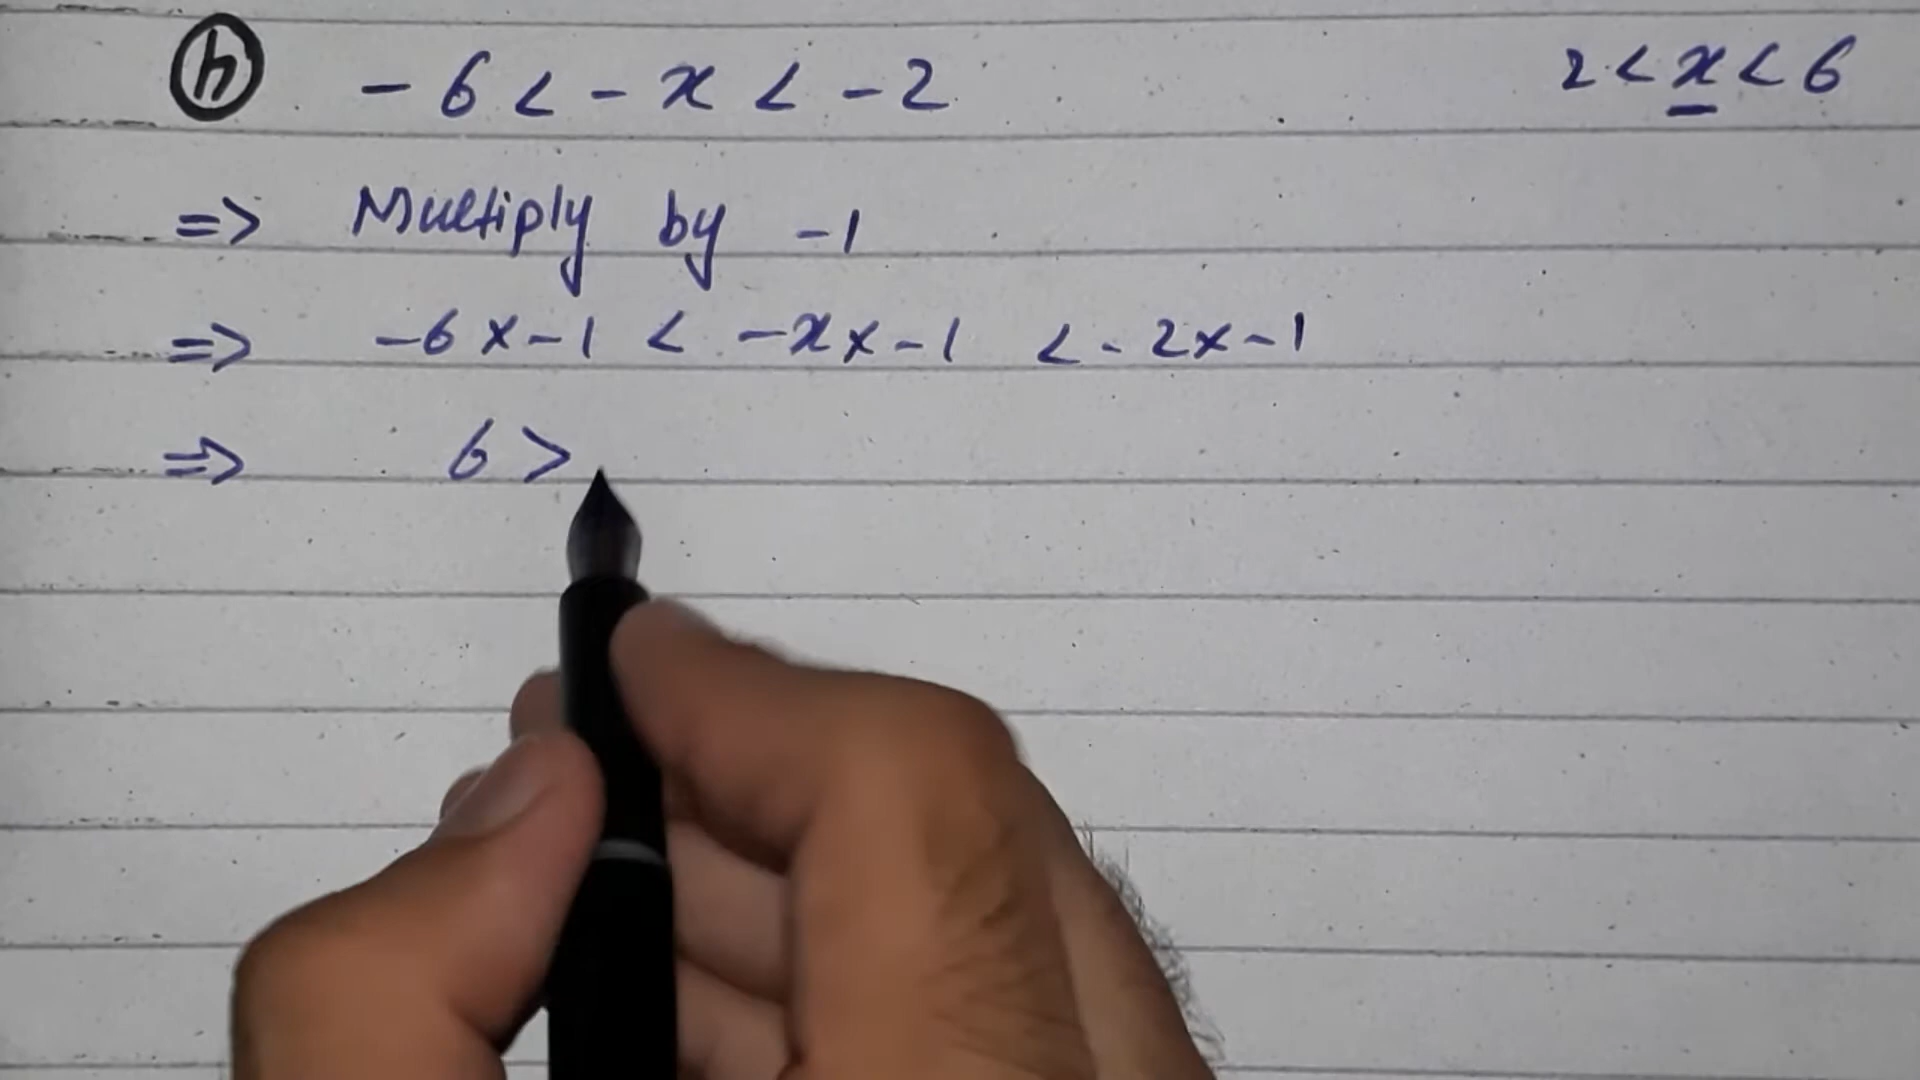 h - 6 < - x < - 2 2 < x < 6
=> Multiply by -1
=> -6 x -1 < -x x -1 < - 2 x -1
=> 6 >